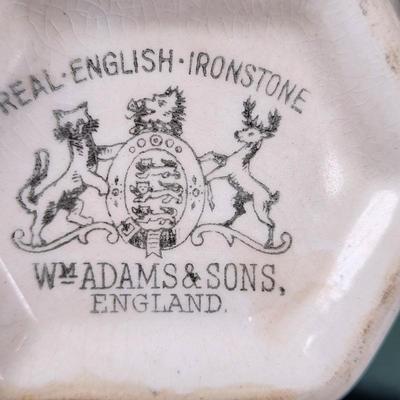 REAL·ENGLISH·IRONSTONE
WM ADAMS & SONS,
ENGLAND.